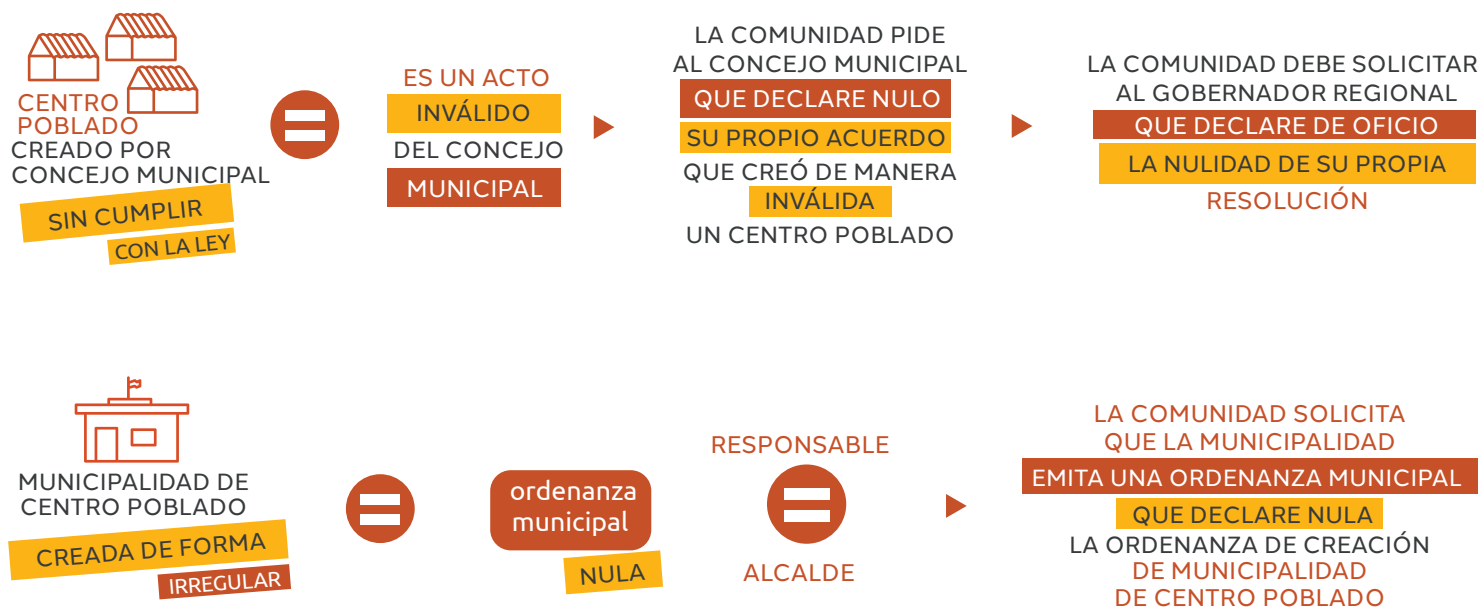 CENTRO
POBLADO
CREADO POR
CONCEJO MUNICIPAL
SIN CUMPLIR
CON LA LEY
ES UN ACTO
INVÁLIDO
DEL CONCEJO
MUNICIPAL
LA COMUNIDAD PIDE
AL CONCEJO MUNICIPAL
QUE DECLARE NULO
SU PROPIO ACUERDO
QUE CREÓ DE MANERA
INVÁLIDA
UN CENTRO POBLADO
LA COMUNIDAD DEBE SOLICITAR
AL GOBERNADOR REGIONAL
QUE DECLARE DE OFICIO
LA NULIDAD DE SU PROPIA
RESOLUCIÓN
MUNICIPALIDAD DE
CENTRO POBLADO
CREADA DE FORMA
IRREGULAR
ordenanza
municipal
NULA
RESPONSABLE
ALCALDE
LA COMUNIDAD SOLICITA
QUE LA MUNICIPALIDAD
EMITA UNA ORDENANZA MUNICIPAL
QUE DECLARE NULA
LA ORDENANZA DE CREACIÓN
DE MUNICIPALIDAD
DE CENTRO POBLADO